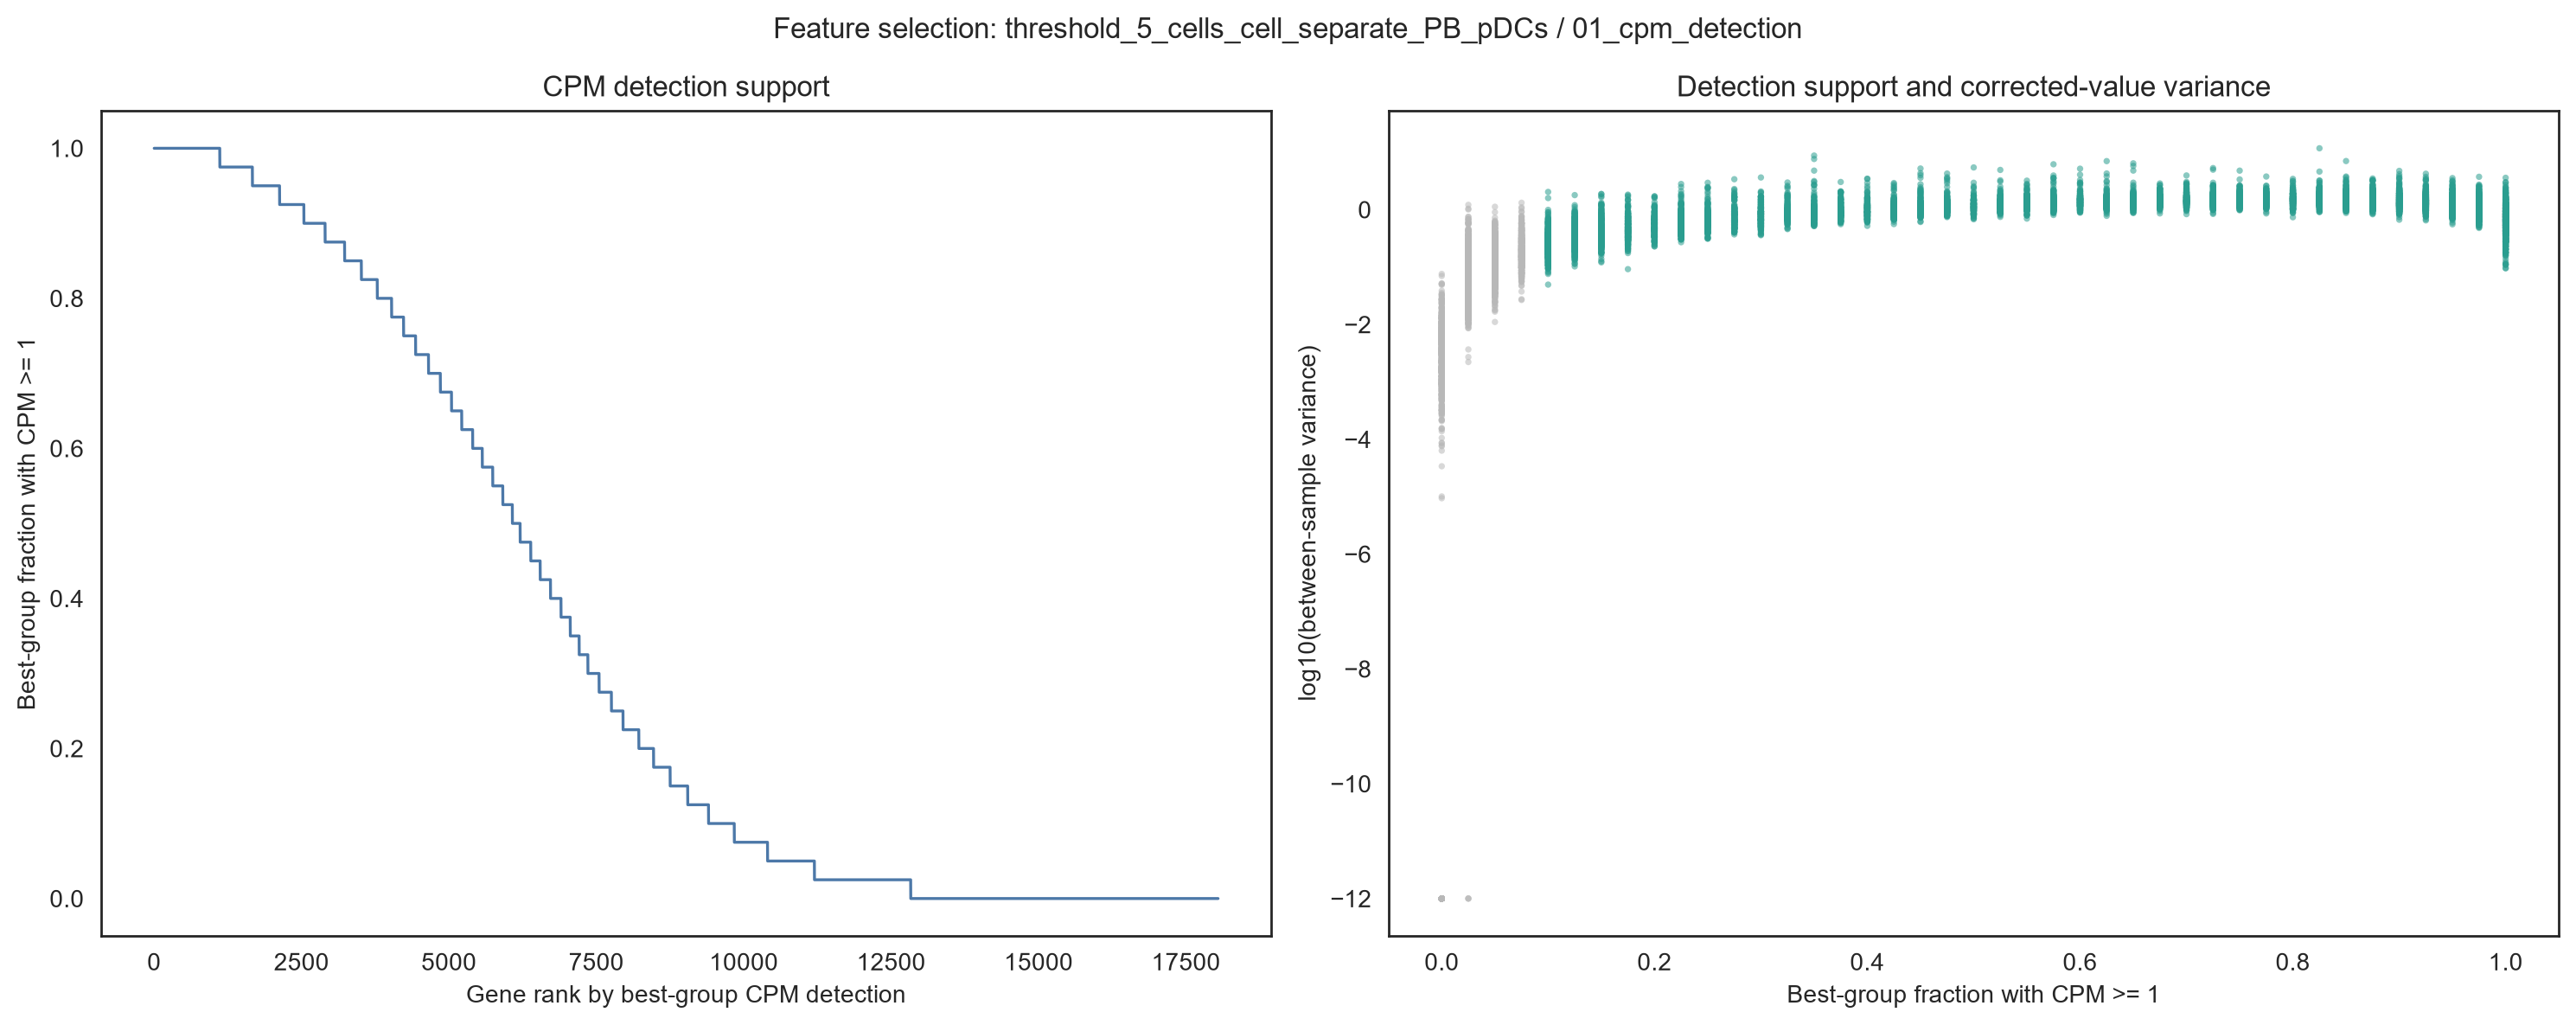 Feature selection: threshold_5_cells_cell_separate_PB_pDCs / 01_cpm_detection
CPM detection support
Best-group fraction with CPM >= 1
1.0
0.8
0.6
0.4
0.2
0.0
0 2500 5000 7500 10000 12500 15000 17500
Gene rank by best-group CPM detection
Detection support and corrected-value variance
log10(between-sample variance)
0
−2
−4
−6
−8
−10
−12
0.0 0.2 0.4 0.6 0.8 1.0
Best-group fraction with CPM >= 1